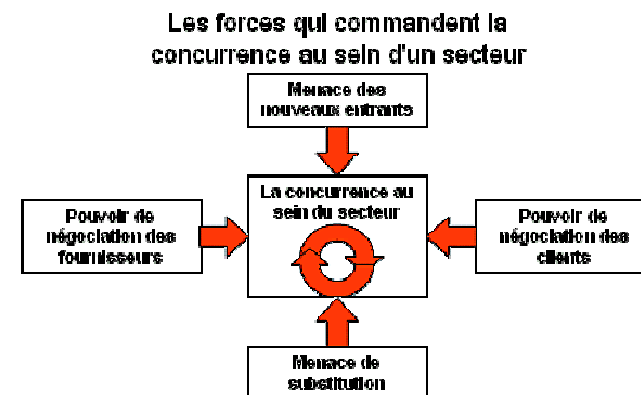 Les forces qui commandent la
concurrence au sein d'un secteur
Menace des
nouveaux entrants
La concurrence au
sein du secteur
Pouvoir de
négociation des
fournisseurs
Pouvoir de
négociation des
clients
Menace de
substitution